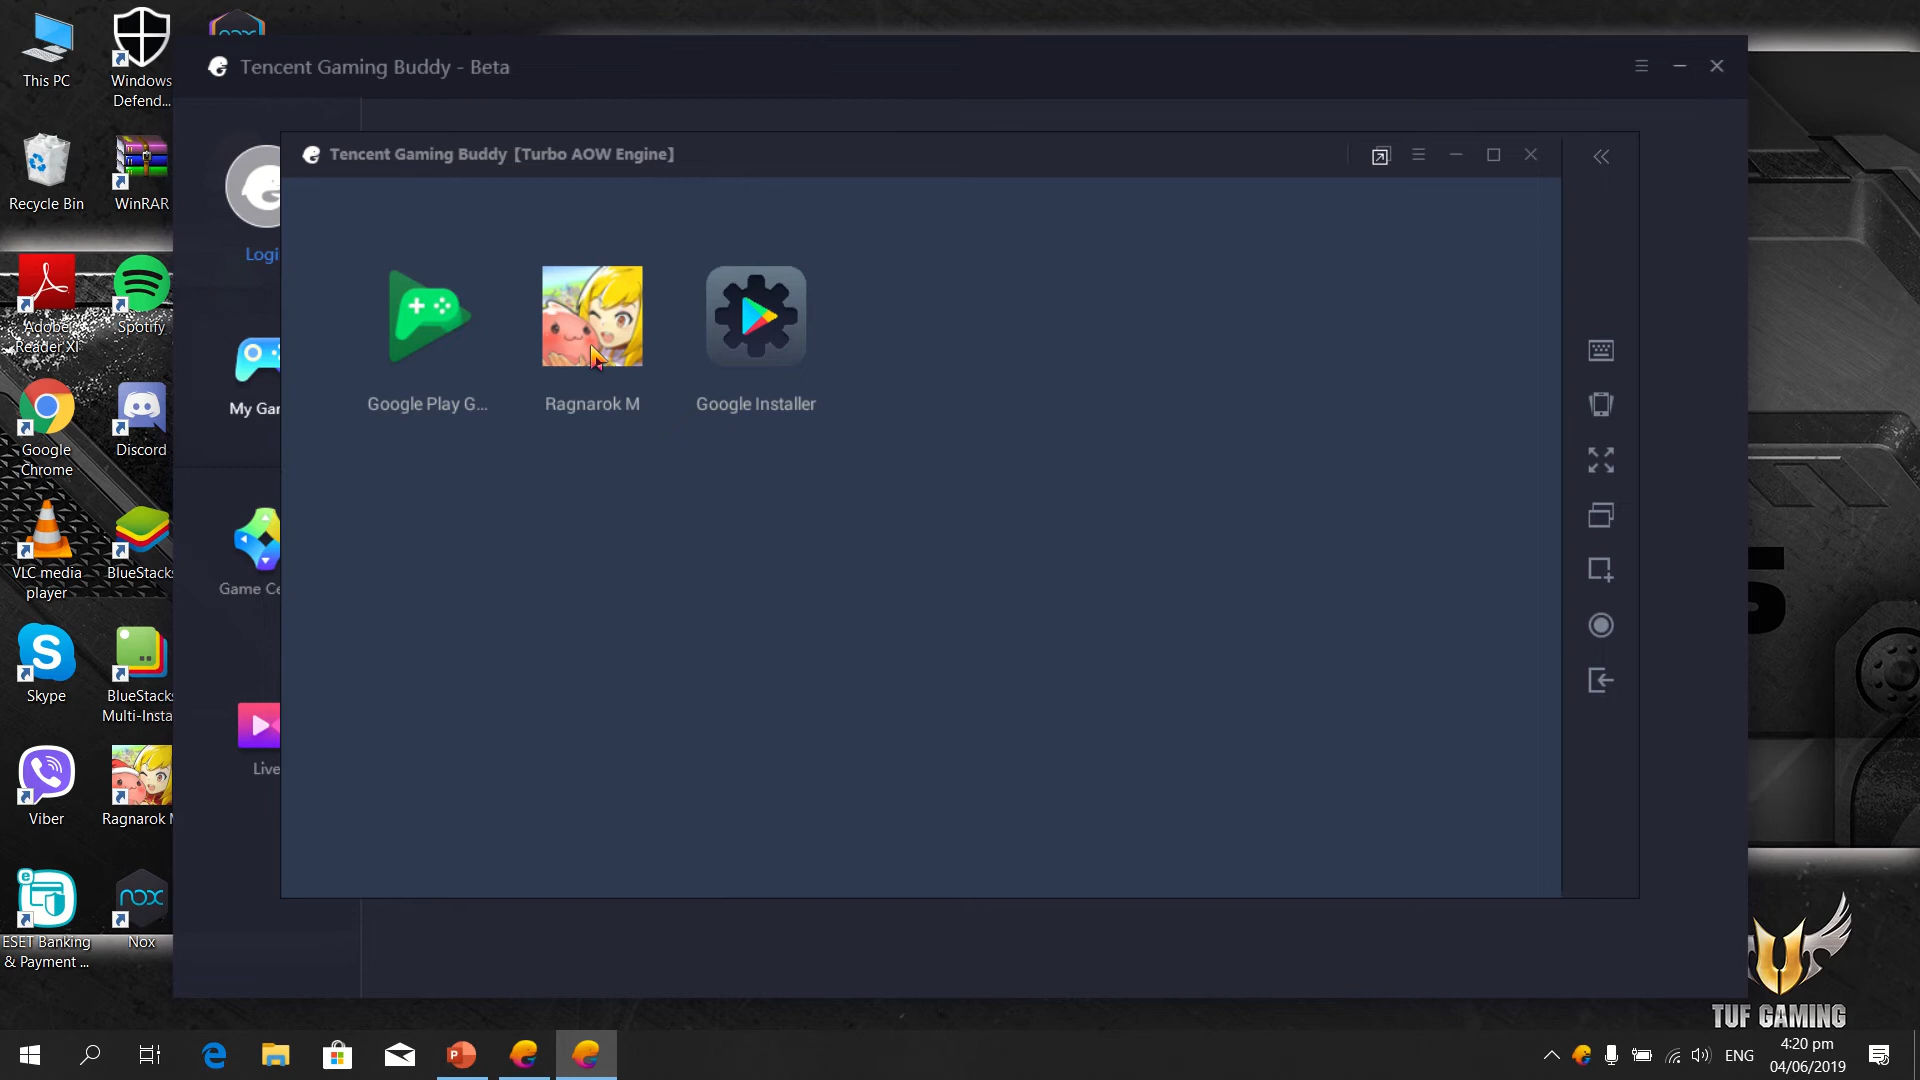 This PC
Windows
Defend...
Recycle Bin
WinRAR
Adobe
Reader XI
Spotify
Google
Chrome
Discord
VLC media
player
BlueStacks
Skype
BlueStacks
Multi-Insta
Viber
Ragnarok M
ESET Banking
& Payment ...
nox
Nox
nox
Tencent Gaming Buddy - Beta
Logi
My Gar
Game Ce
Live
Tencent Gaming Buddy [Turbo AOW Engine]
Google Play G...
Ragnarok M
Google Installer
TUF GAMING
ENG
4:20 pm
04/06/2019